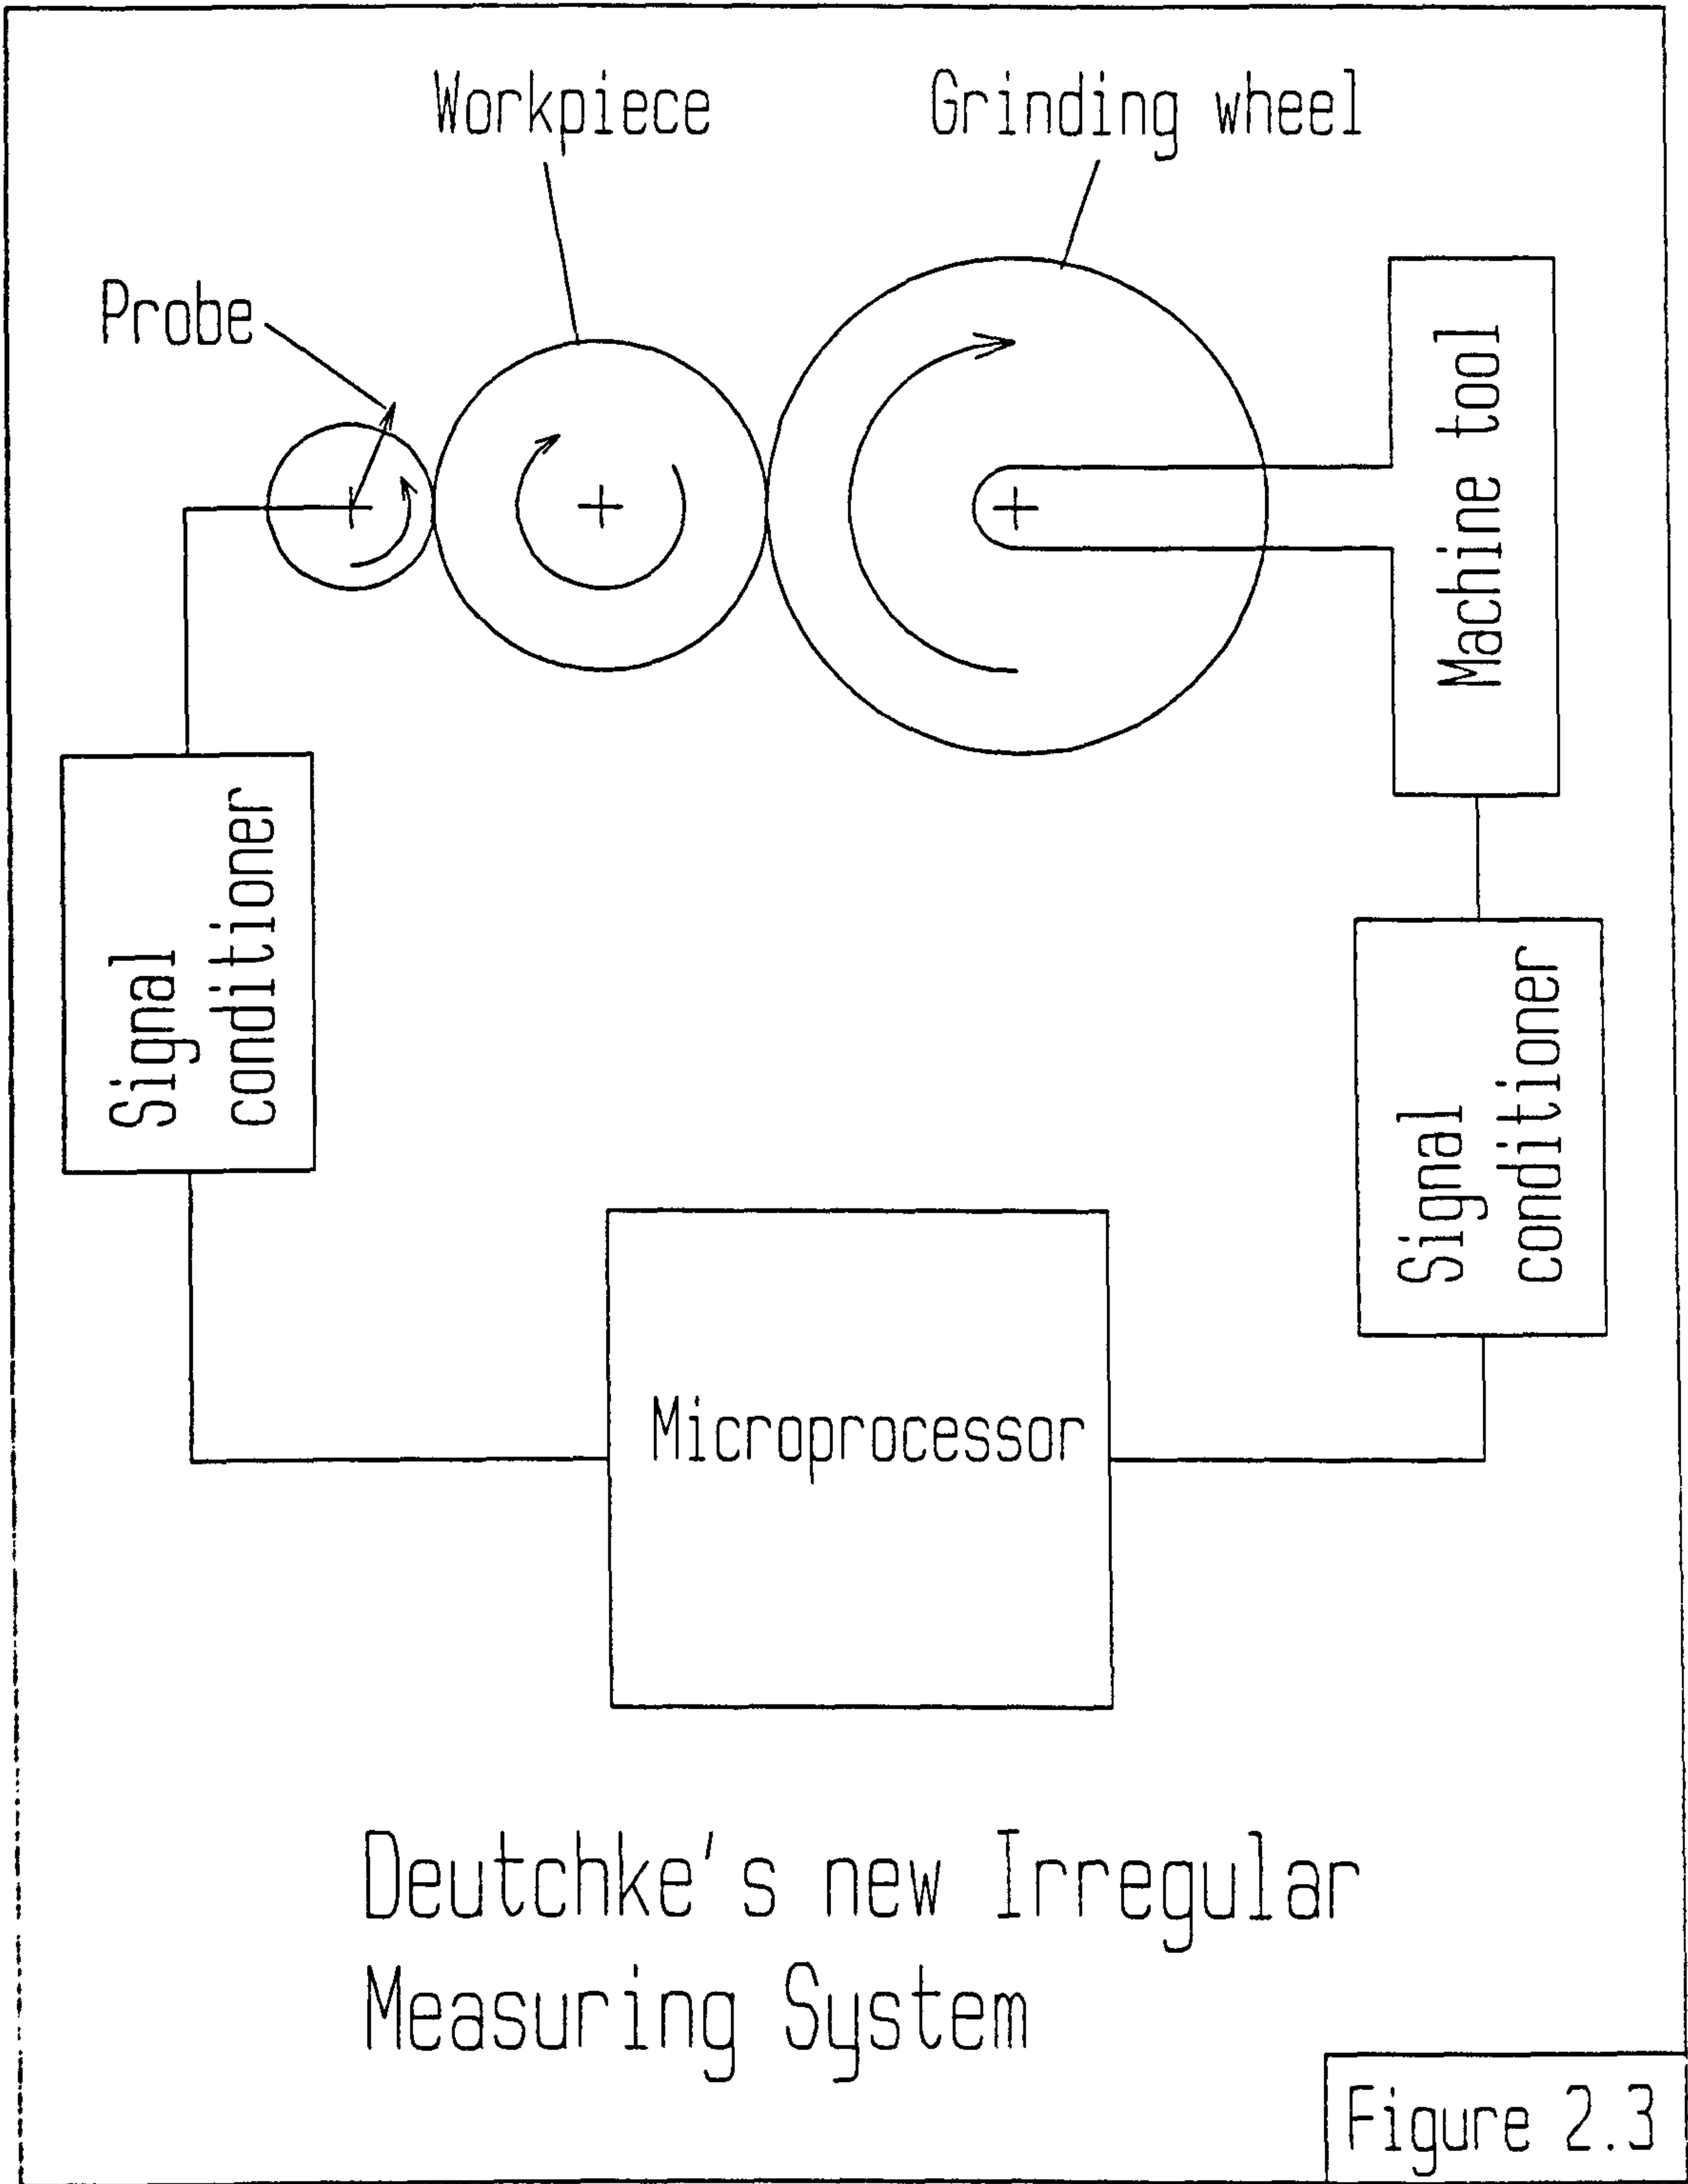 Workpiece
Grinding wheel
Probe
Machine tool
Signal
conditioner
Signal
conditioner
Microprocessor
Deutchke's new Irregular
Measuring System
Figure 2.3